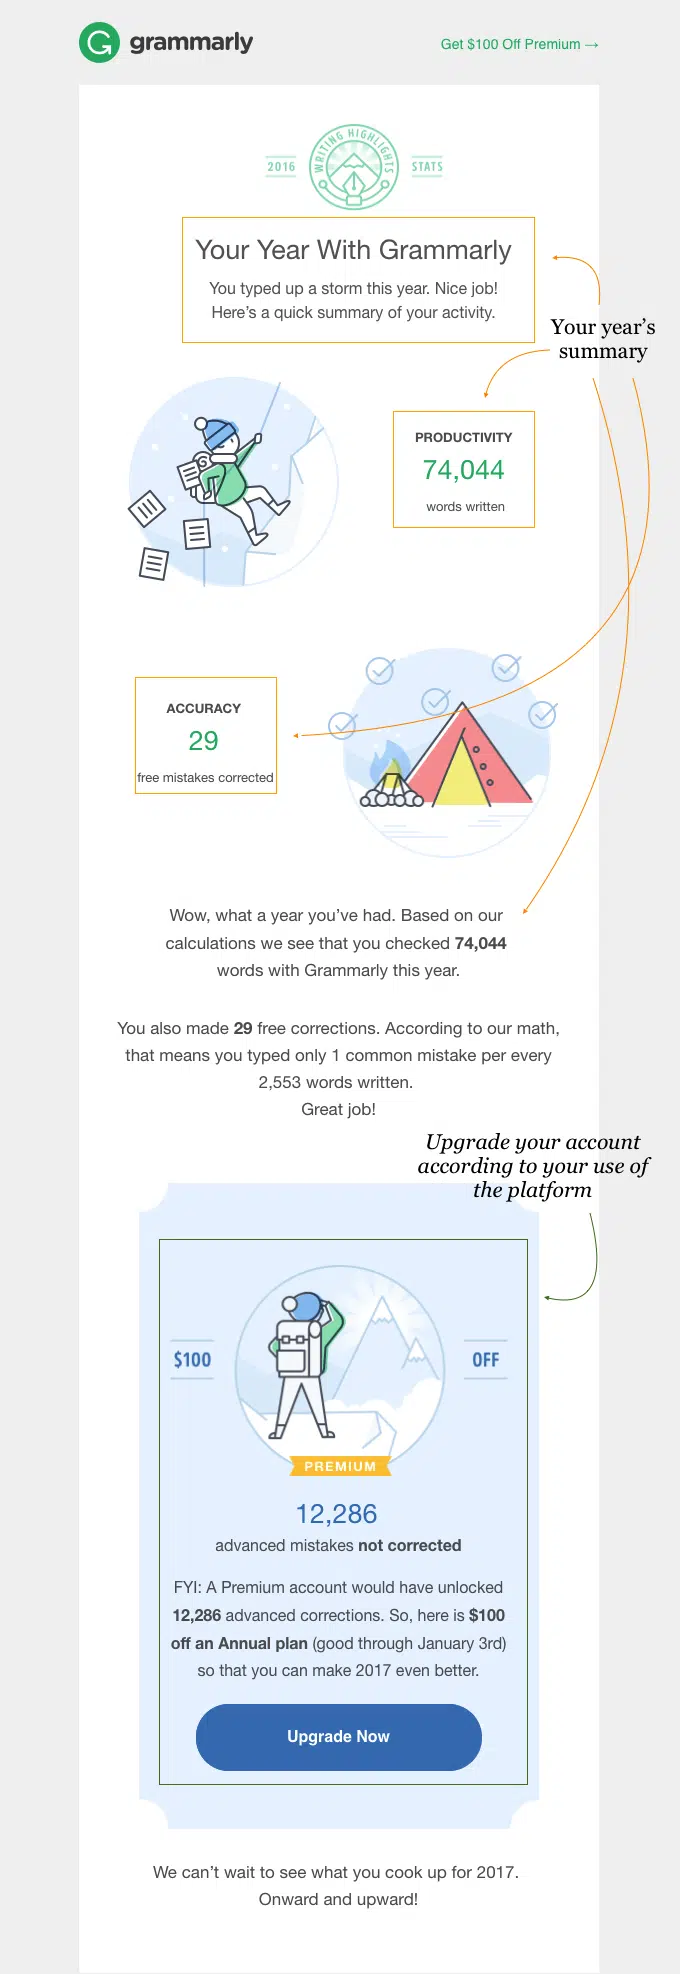 grammarly
Get $100 Off Premium →
WRITING HIGHLIGHTS
2016
STATS
Your Year With Grammarly
You typed up a storm this year. Nice job!
Here's a quick summary of your activity.
Your year's
summary
PRODUCTIVITY
74,044
words written
ACCURACY
29
free mistakes corrected
Wow, what a year you've had. Based on our
calculations we see that you checked 74,044
words with Grammarly this year.
You also made 29 free corrections. According to our math,
that means you typed only 1 common mistake per every
2,553 words written.
Great job!
Upgrade your account
according to your use of
the platform
$100
OFF
PREMIUM
12,286
advanced mistakes not corrected
FYI: A Premium account would have unlocked
12,286 advanced corrections. So, here is $100
off an Annual plan (good through January 3rd)
so that you can make 2017 even better.
Upgrade Now
We can't wait to see what you cook up for 2017.
Onward and upward!